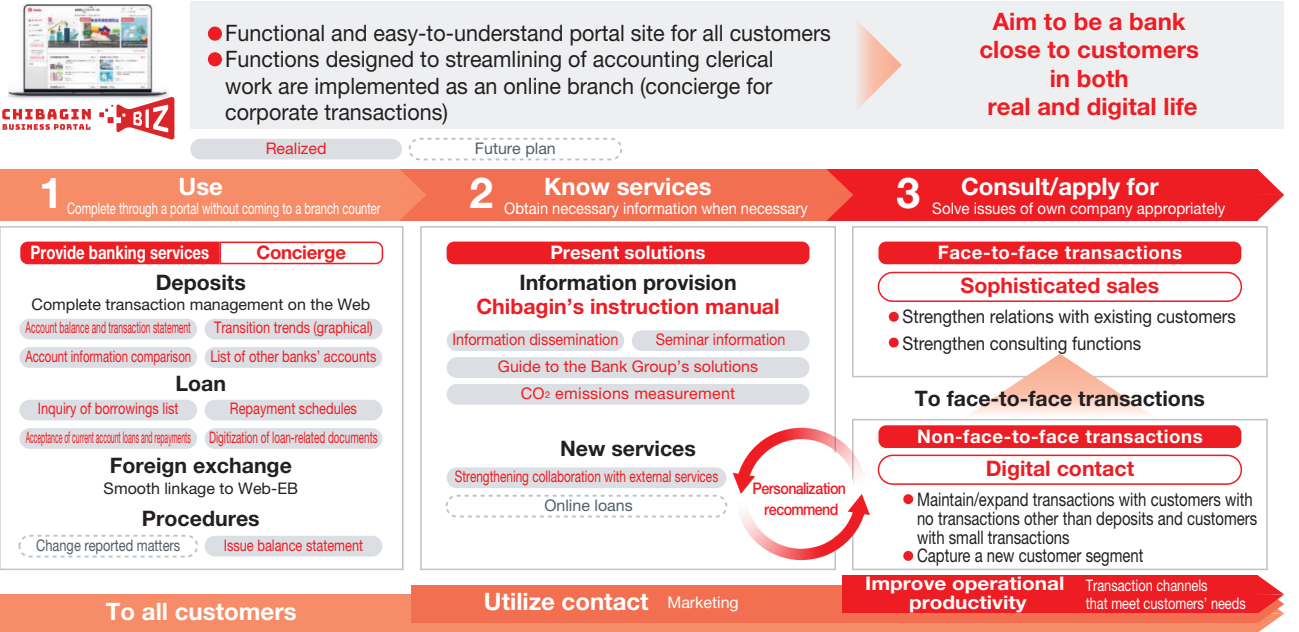 CHIBAGIN
BUSINESS PORTAL
BIZ
●Functional and easy-to-understand portal site for all customers
●Functions designed to streamlining of accounting clerical
work are implemented as an online branch (concierge for
corporate transactions)
Aim to be a bank
close to customers
in both
real and digital life
Realized
Future plan
1 Use
Complete through a portal without coming to a branch counter
2 Know services
Obtain necessary information when necessary
3 Consult/apply for
Solve issues of own company appropriately
Provide banking services Concierge
Deposits
Complete transaction management on the Web
Account balance and transaction statement Transition trends (graphical)
Account information comparison List of other banks' accounts
Loan
Inquiry of borrowings list Repayment schedules
Acceptance of current account loans and repayments Digitization of loan-related documents
Foreign exchange
Smooth linkage to Web-EB
Procedures
Change reported matters Issue balance statement
Present solutions
Information provision
Chibagin's instruction manual
Information dissemination Seminar information
Guide to the Bank Group's solutions
CO2 emissions measurement
New services
Strengthening collaboration with external services
Online loans
Personalization
recommend
Face-to-face transactions
Sophisticated sales
●Strengthen relations with existing customers
●Strengthen consulting functions
To face-to-face transactions
Non-face-to-face transactions
Digital contact
●Maintain/expand transactions with customers with
no transactions other than deposits and customers
with small transactions
●Capture a new customer segment
To all customers
Utilize contact Marketing
Improve operational
productivity
Transaction channels
that meet customers' needs